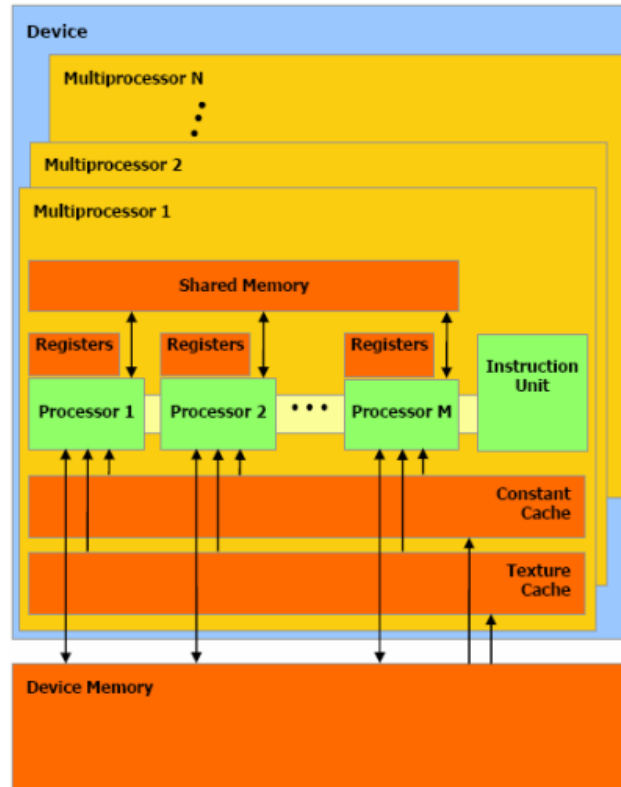 Device
Multiprocessor N
Multiprocessor 2
Multiprocessor 1
Shared Memory
Registers
Registers
Registers
Instruction
Unit
Processor 1
Processor 2
Processor M
Constant
Cache
Texture
Cache
Device Memory